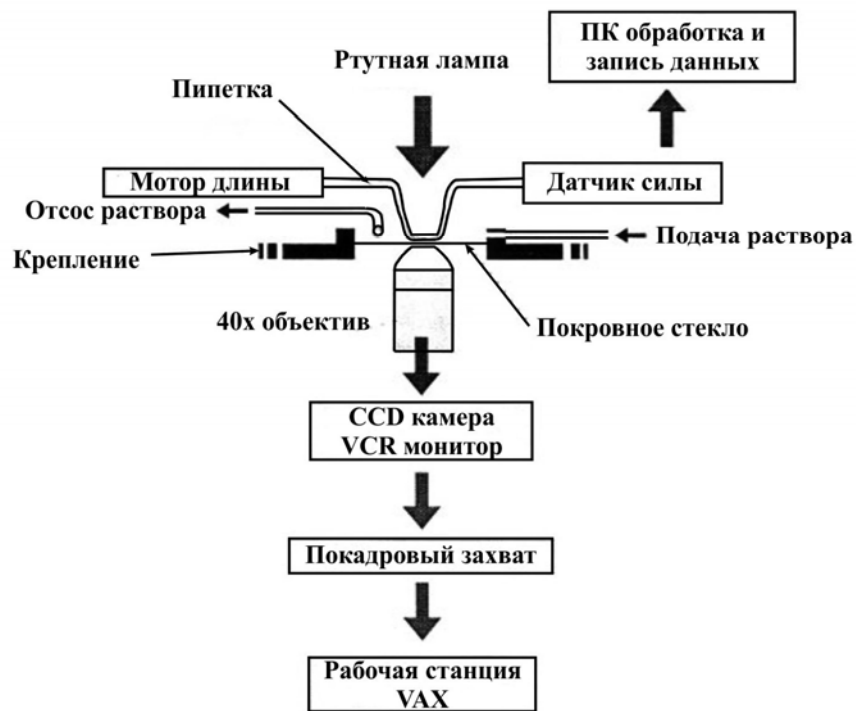 ПК обработка и
запись данных
Ртутная лампа
Пипетка
Мотор длины
Датчик силы
Отсос раствора
Подача раствора
Крепление
40x объектив
Покровное стекло
CCD камера
VCR монитор
Покадровый захват
Рабочая станция
VAX